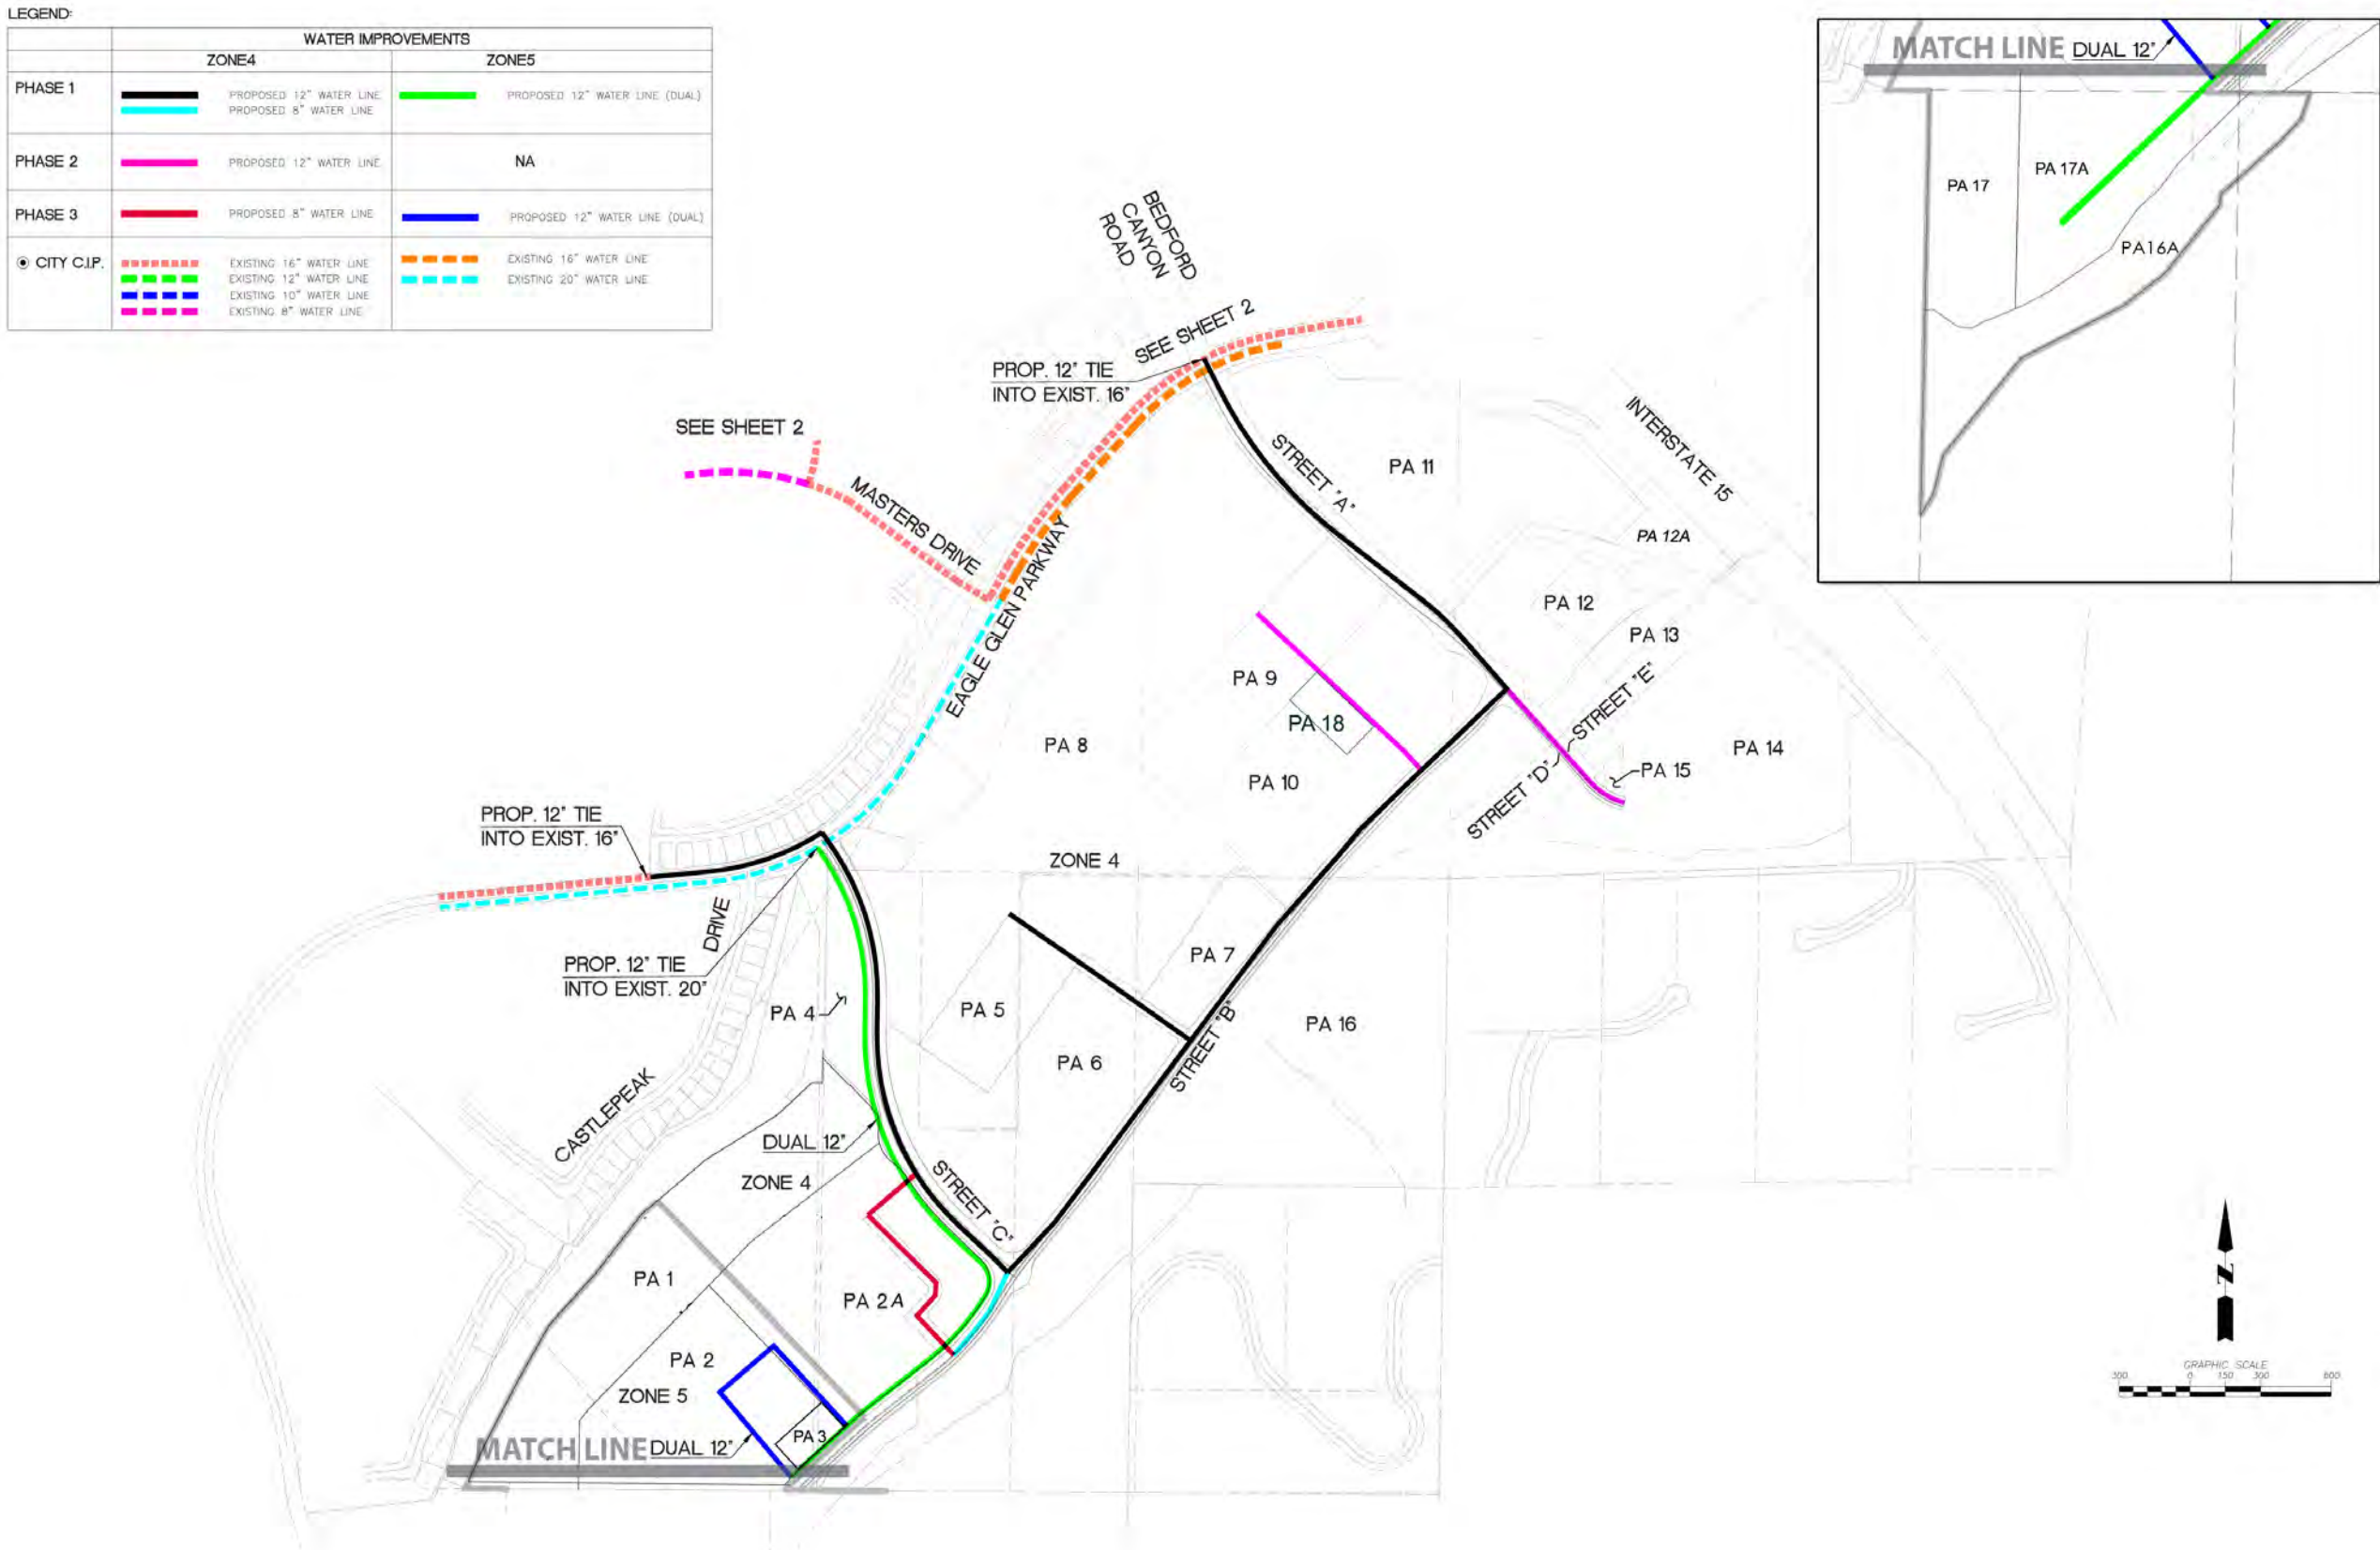 LEGEND:
WATER IMPROVEMENTS
ZONE4
ZONE5
PHASE 1
PROPOSED 12" WATER LINE
PROPOSED 12" WATER LINE (DUAL)
PROPOSED 8" WATER LINE
PHASE 2
PROPOSED 12" WATER LINE
NA
PHASE 3
PROPOSED 8" WATER LINE
PROPOSED 12" WATER LINE (DUAL)
CITY C.I.P.
EXISTING 16" WATER LINE
EXISTING 16" WATER LINE
EXISTING 12" WATER LINE
EXISTING 20" WATER LINE
EXISTING 10" WATER LINE
EXISTING 8" WATER LINE
MATCH LINE
DUAL 12"
PA 17
PA 17A
PA16A
BEDFORD
CANYON
ROAD
SEE SHEET 2
PROP. 12" TIE
INTO EXIST. 16"
SEE SHEET 2
MASTERS DRIVE
EAGLE GLEN PARKWAY
STREET "A"
PA 11
INTERSTATE 15
PA 12A
PA 12
PA 13
STREET "E"
PA 9
PA 18
PA 8
PA 10
PA 14
PA 15
STREET "D"
PROP. 12" TIE
INTO EXIST. 16"
ZONE 4
DRIVE
PROP. 12" TIE
INTO EXIST. 20"
PA 7
PA 4
PA 5
PA 16
PA 6
STREET "B"
CASTLEPEAK
DUAL 12"
ZONE 4
STREET "C"
PA 1
PA 2A
PA 2
ZONE 5
PA 3
MATCH LINE
DUAL 12"
N
GRAPHIC SCALE
300 0 150 300 600